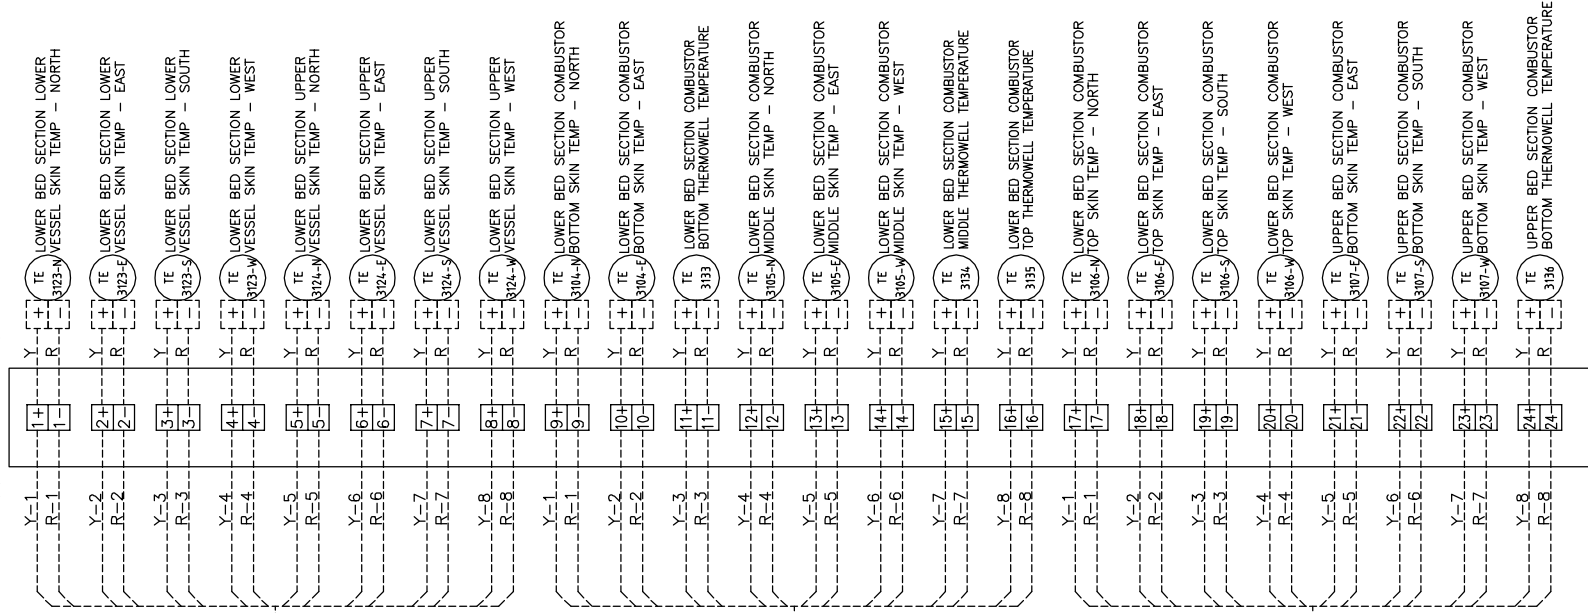 LOWER BED SECTION LOWER
VESSEL SKIN TEMP - NORTH
LOWER BED SECTION LOWER
VESSEL SKIN TEMP - EAST
LOWER BED SECTION LOWER
VESSEL SKIN TEMP - SOUTH
LOWER BED SECTION LOWER
VESSEL SKIN TEMP - WEST
LOWER BED SECTION UPPER
VESSEL SKIN TEMP - NORTH
LOWER BED SECTION UPPER
VESSEL SKIN TEMP - EAST
LOWER BED SECTION UPPER
VESSEL SKIN TEMP - SOUTH
LOWER BED SECTION UPPER
VESSEL SKIN TEMP - WEST
LOWER BED SECTION COMBUSTOR
BOTTOM SKIN TEMP - NORTH
LOWER BED SECTION COMBUSTOR
BOTTOM SKIN TEMP - EAST
LOWER BED SECTION COMBUSTOR
BOTTOM THERMOWELL TEMPERATURE
LOWER BED SECTION COMBUSTOR
MIDDLE SKIN TEMP - NORTH
LOWER BED SECTION COMBUSTOR
MIDDLE SKIN TEMP - EAST
LOWER BED SECTION COMBUSTOR
MIDDLE SKIN TEMP - WEST
LOWER BED SECTION COMBUSTOR
MIDDLE THERMOWELL TEMPERATURE
LOWER BED SECTION COMBUSTOR
TOP THERMOWELL TEMPERATURE
LOWER BED SECTION COMBUSTOR
TOP SKIN TEMP - NORTH
LOWER BED SECTION COMBUSTOR
TOP SKIN TEMP - EAST
LOWER BED SECTION COMBUSTOR
TOP SKIN TEMP - SOUTH
LOWER BED SECTION COMBUSTOR
TOP SKIN TEMP - WEST
UPPER BED SECTION COMBUSTOR
BOTTOM SKIN TEMP - EAST
UPPER BED SECTION COMBUSTOR
BOTTOM SKIN TEMP - SOUTH
UPPER BED SECTION COMBUSTOR
BOTTOM SKIN TEMP - WEST
UPPER BED SECTION COMBUSTOR
BOTTOM THERMOWELL TEMPERATURE
TE 3123-N
TE 3123-E
TE 3123-S
TE 3123-W
TE 3124-N
TE 3124-E
TE 3124-S
TE 3124-W
TE 3104-N
TE 3104-E
TE 3133
TE 3105-N
TE 3105-E
TE 3105-W
TE 3134
TE 3135
TE 3106-N
TE 3106-E
TE 3106-S
TE 3106-W
TE 3107-E
TE 3107-S
TE 3107-W
TE 3136
+ - + - + - + - + - + - + - + - + - + - + - + - + - + - + - + - + - + - + - + - + - + - + - + -
Y R Y R Y R Y R Y R Y R Y R Y R Y R Y R Y R Y R Y R Y R Y R Y R Y R Y R Y R Y R Y R Y R Y R Y R
1+ 1- 2+ 2- 3+ 3- 4+ 4- 5+ 5- 6+ 6- 7+ 7- 8+ 8- 9+ 9- 10+ 10- 11+ 11- 12+ 12- 13+ 13- 14+ 14- 15+ 15- 16+ 16- 17+ 17- 18+ 18- 19+ 19- 20+ 20- 21+ 21- 22+ 22- 23+ 23- 24+ 24-
Y-1 R-1 Y-2 R-2 Y-3 R-3 Y-4 R-4 Y-5 R-5 Y-6 R-6 Y-7 R-7 Y-8 R-8 Y-1 R-1 Y-2 R-2 Y-3 R-3 Y-4 R-4 Y-5 R-5 Y-6 R-6 Y-7 R-7 Y-8 R-8 Y-1 R-1 Y-2 R-2 Y-3 R-3 Y-4 R-4 Y-5 R-5 Y-6 R-6 Y-7 R-7 Y-8 R-8